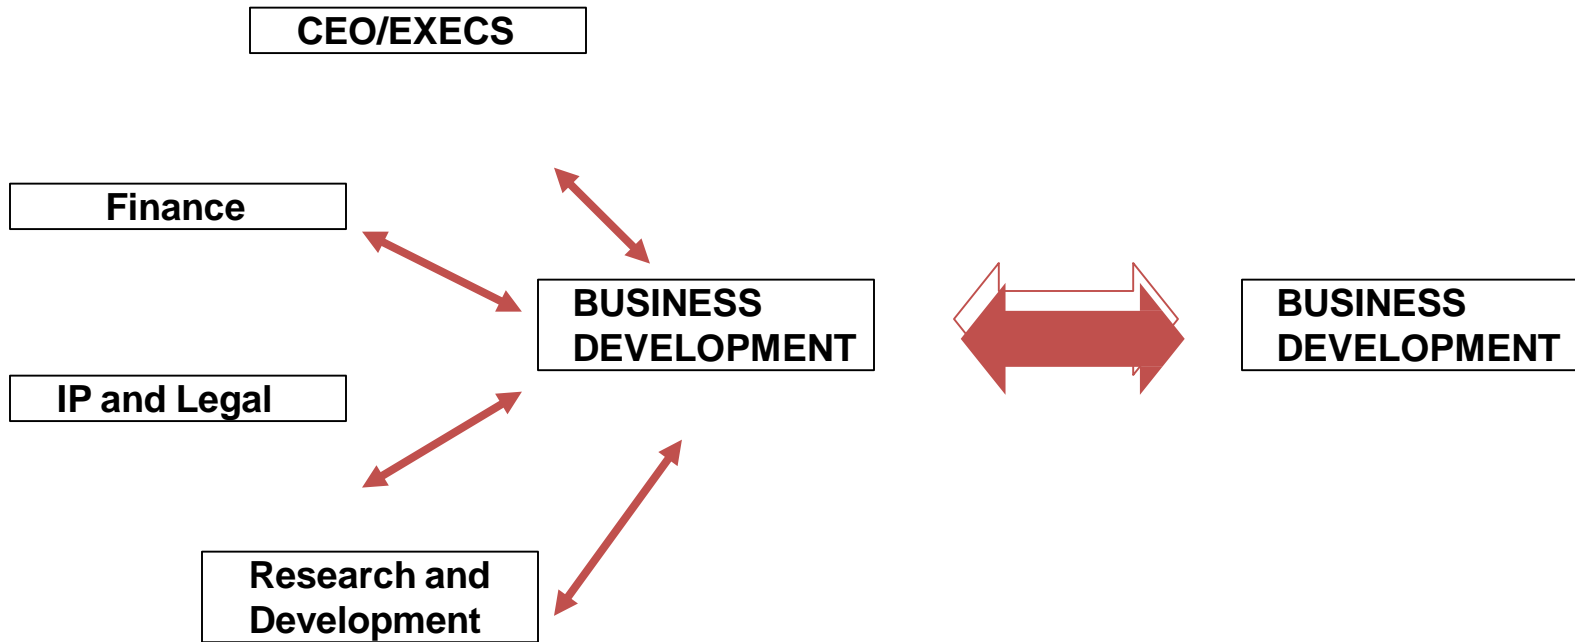 CEO/EXECS
Finance
BUSINESS
DEVELOPMENT
BUSINESS
DEVELOPMENT
IP and Legal
Research and
Development